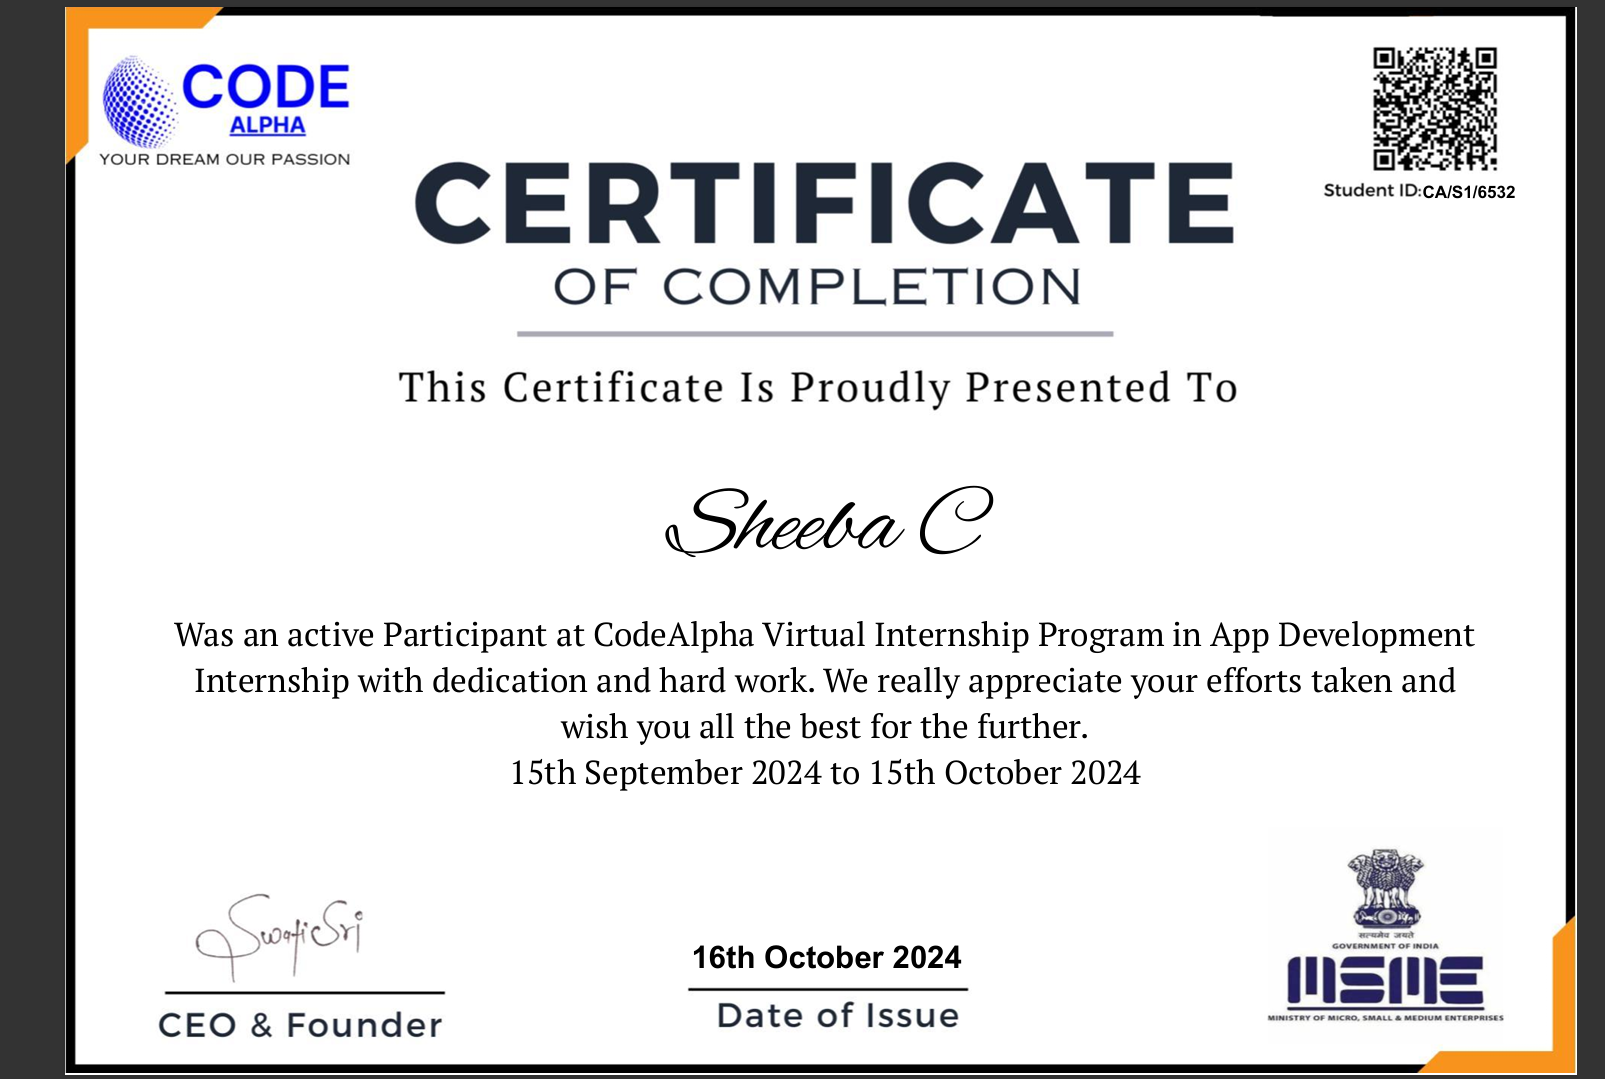 CODE
ALPHA
YOUR DREAM OUR PASSION
Student ID:CA/S1/6532
CERTIFICATE
OF COMPLETION
This Certificate Is Proudly Presented To
Sheeba C
Was an active Participant at CodeAlpha Virtual Internship Program in App Development
Internship with dedication and hard work. We really appreciate your efforts taken and
wish you all the best for the further.
15th September 2024 to 15th October 2024
SwatiSri
CEO & Founder
16th October 2024
Date of Issue
सत्यमेव जयते
GOVERNMENT OF INDIA
MSME
MINISTRY OF MICRO, SMALL & MEDIUM ENTERPRISES